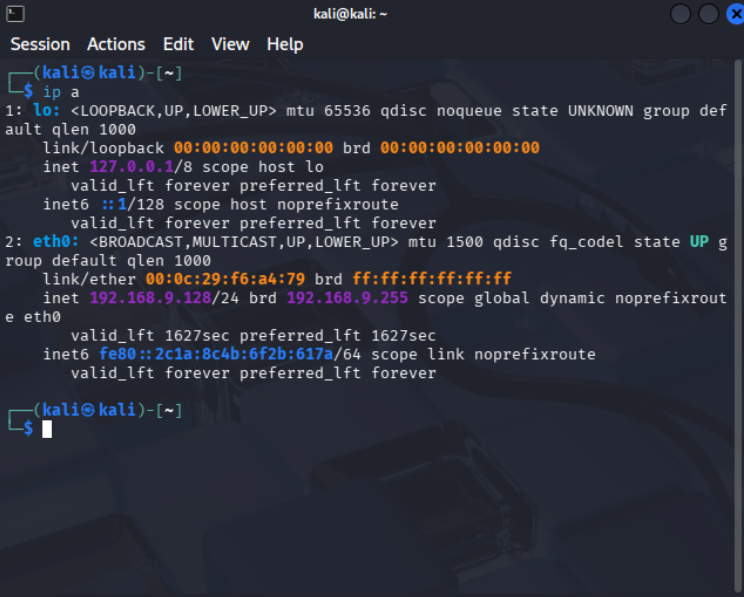 kali@kali: ~
Session Actions Edit View Help
┌──(kali㉿kali)-[~]
└─$ ip a
1: lo: <LOOPBACK,UP,LOWER_UP> mtu 65536 qdisc noqueue state UNKNOWN group def
ault qlen 1000
    link/loopback 00:00:00:00:00:00 brd 00:00:00:00:00:00
    inet 127.0.0.1/8 scope host lo
       valid_lft forever preferred_lft forever
    inet6 ::1/128 scope host noprefixroute
       valid_lft forever preferred_lft forever
2: eth0: <BROADCAST,MULTICAST,UP,LOWER_UP> mtu 1500 qdisc fq_codel state UP g
roup default qlen 1000
    link/ether 00:0c:29:f6:a4:79 brd ff:ff:ff:ff:ff:ff
    inet 192.168.9.128/24 brd 192.168.9.255 scope global dynamic noprefixrout
e eth0
       valid_lft 1627sec preferred_lft 1627sec
    inet6 fe80::2c1a:8c4b:6f2b:617a/64 scope link noprefixroute
       valid_lft forever preferred_lft forever
┌──(kali㉿kali)-[~]
└─$